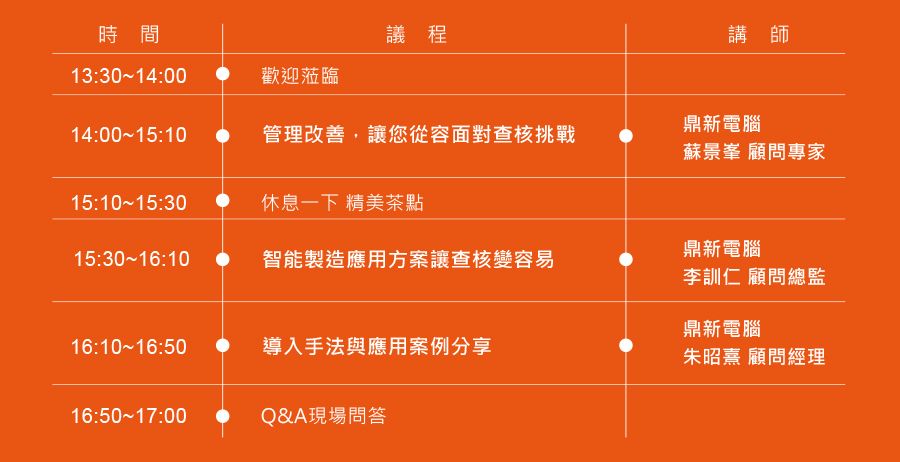 時 間 議 程 講 師
13:30~14:00 歡迎蒞臨
14:00~15:10 管理改善，讓您從容面對查核挑戰 鼎新電腦
蘇景峯 顧問專家
15:10~15:30 休息一下 精美茶點
15:30~16:10 智能製造應用方案讓查核變容易 鼎新電腦
李訓仁 顧問總監
16:10~16:50 導入手法與應用案例分享 鼎新電腦
朱昭熹 顧問經理
16:50~17:00 Q&A現場問答